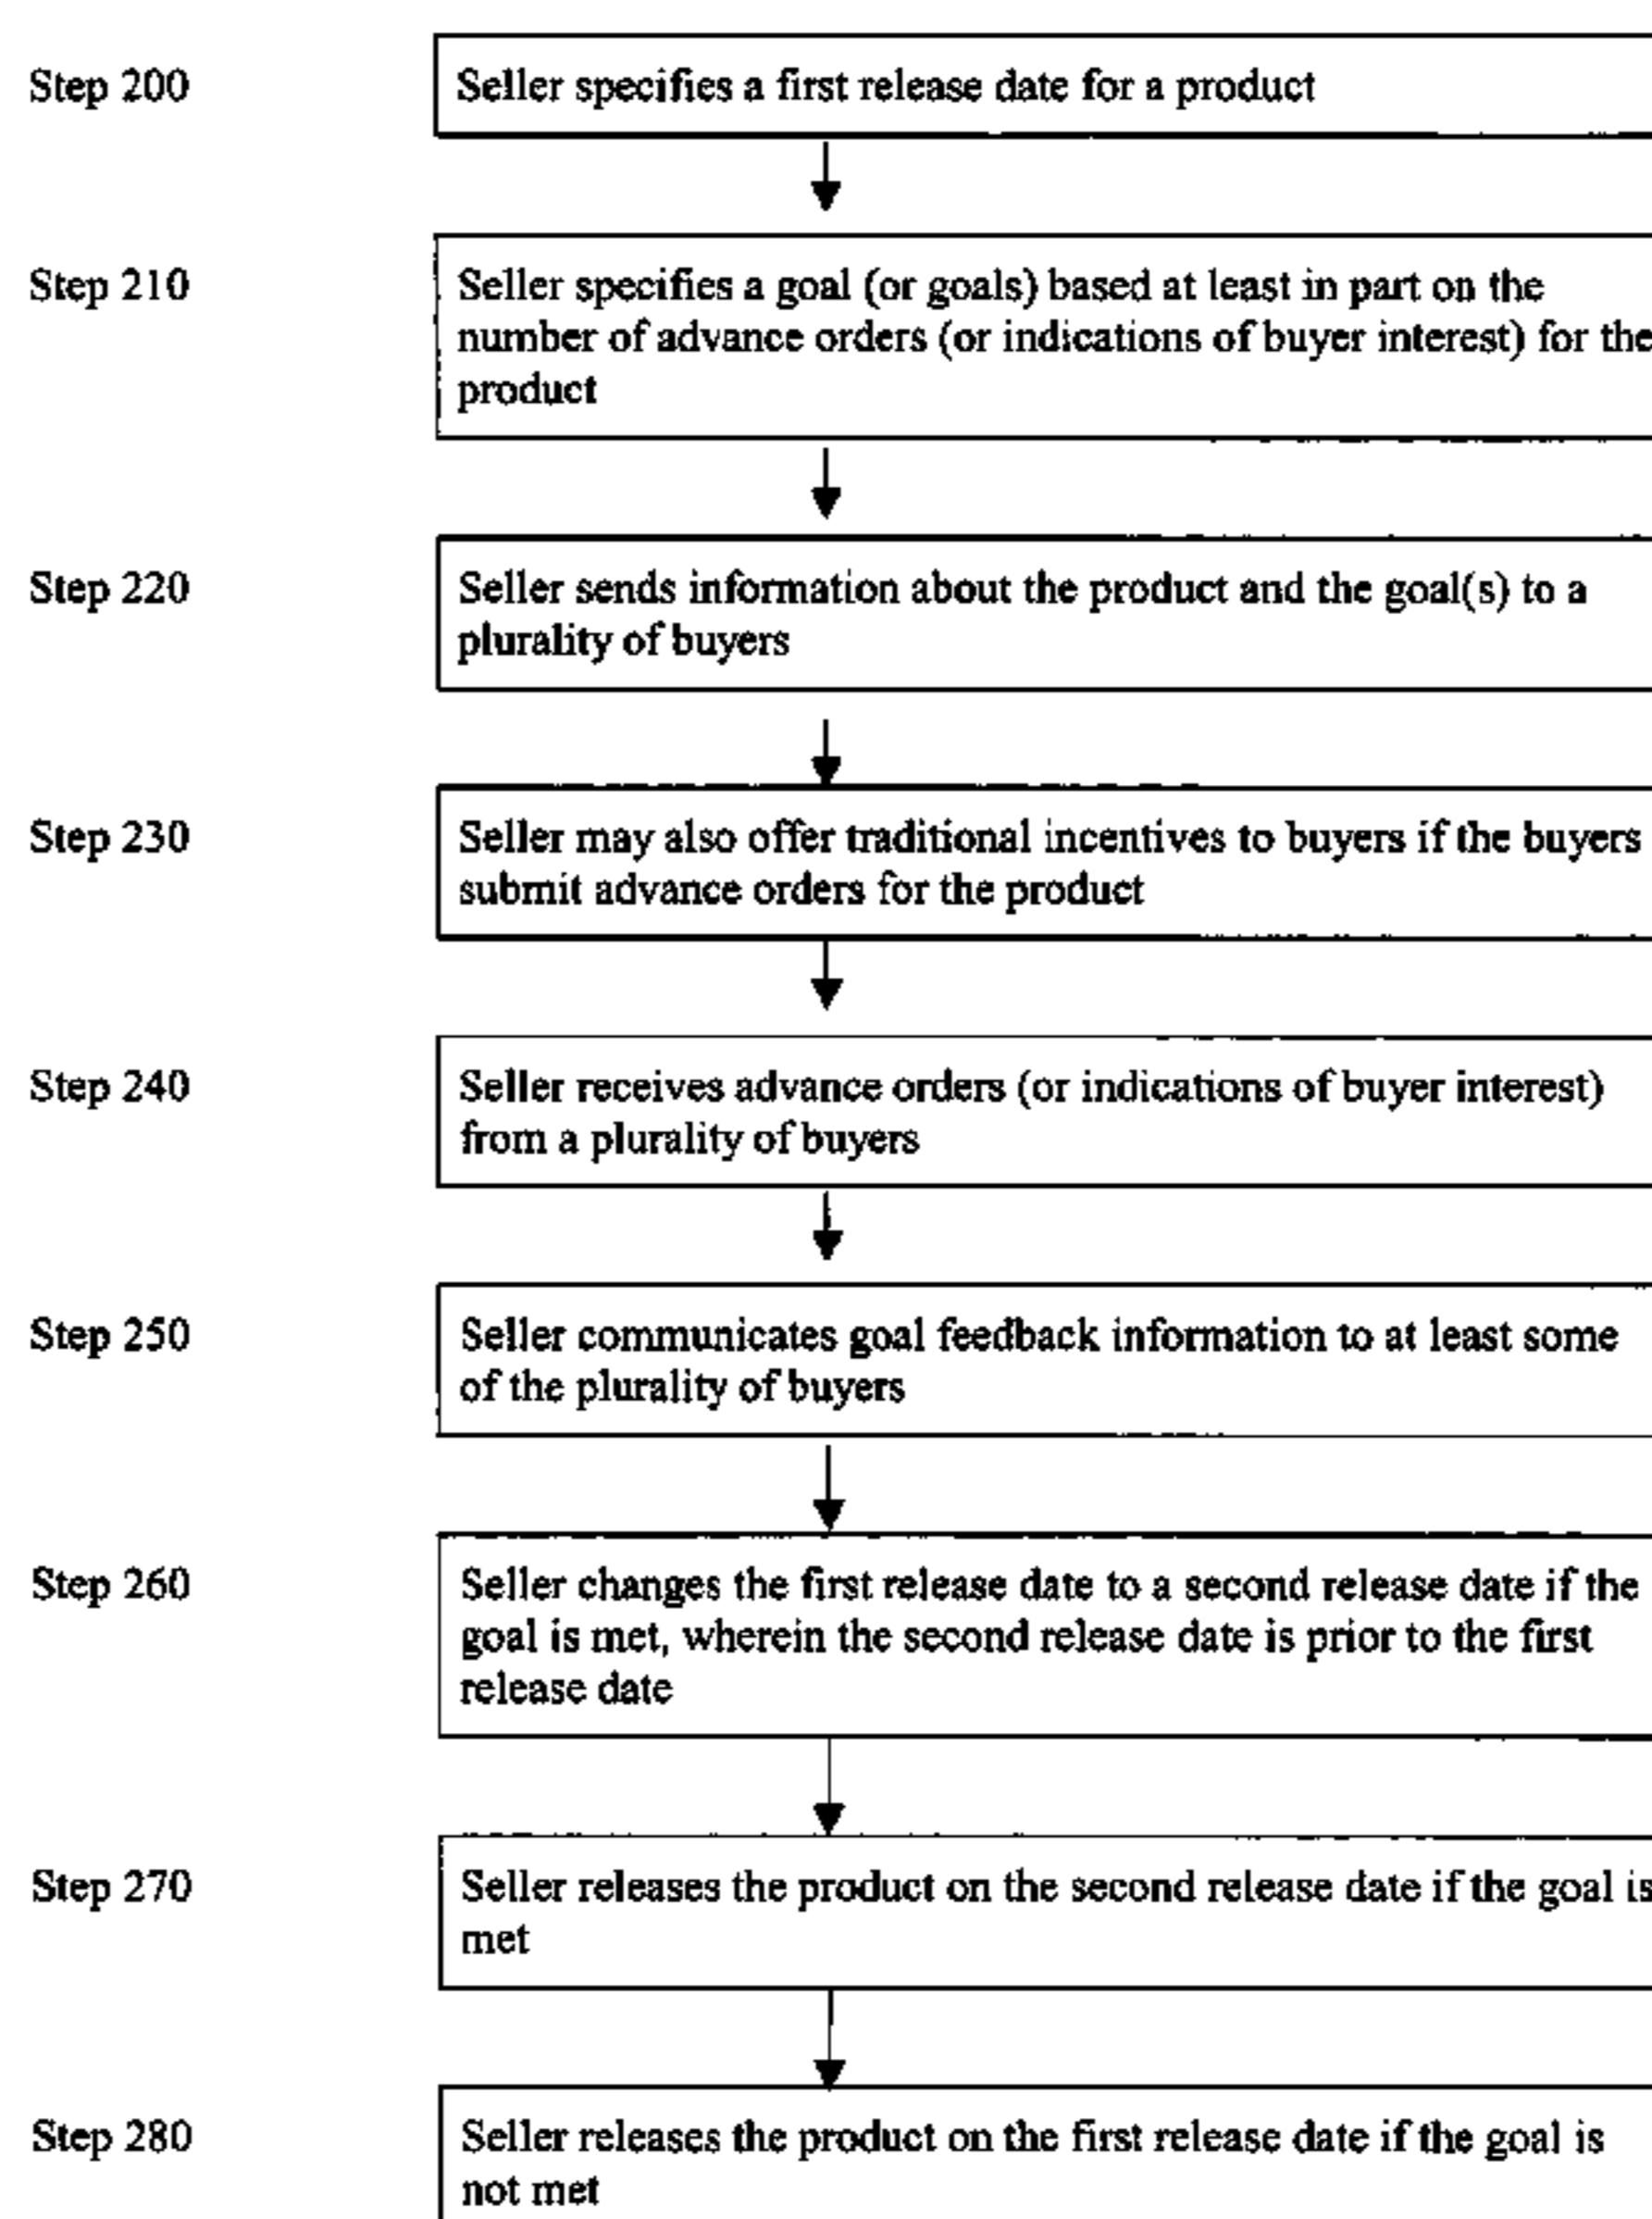 Step 200
Seller specifies a first release date for a product
Step 210
Seller specifies a goal (or goals) based at least in part on the
number of advance orders (or indications of buyer interest) for the
product
Step 220
Seller sends information about the product and the goal(s) to a
plurality of buyers
Step 230
Seller may also offer traditional incentives to buyers if the buyers
submit advance orders for the product
Step 240
Seller receives advance orders (or indications of buyer interest)
from a plurality of buyers
Step 250
Seller communicates goal feedback information to at least some
of the plurality of buyers
Step 260
Seller changes the first release date to a second release date if the
goal is met, wherein the second release date is prior to the first
release date
Step 270
Seller releases the product on the second release date if the goal is
met
Step 280
Seller releases the product on the first release date if the goal is
not met